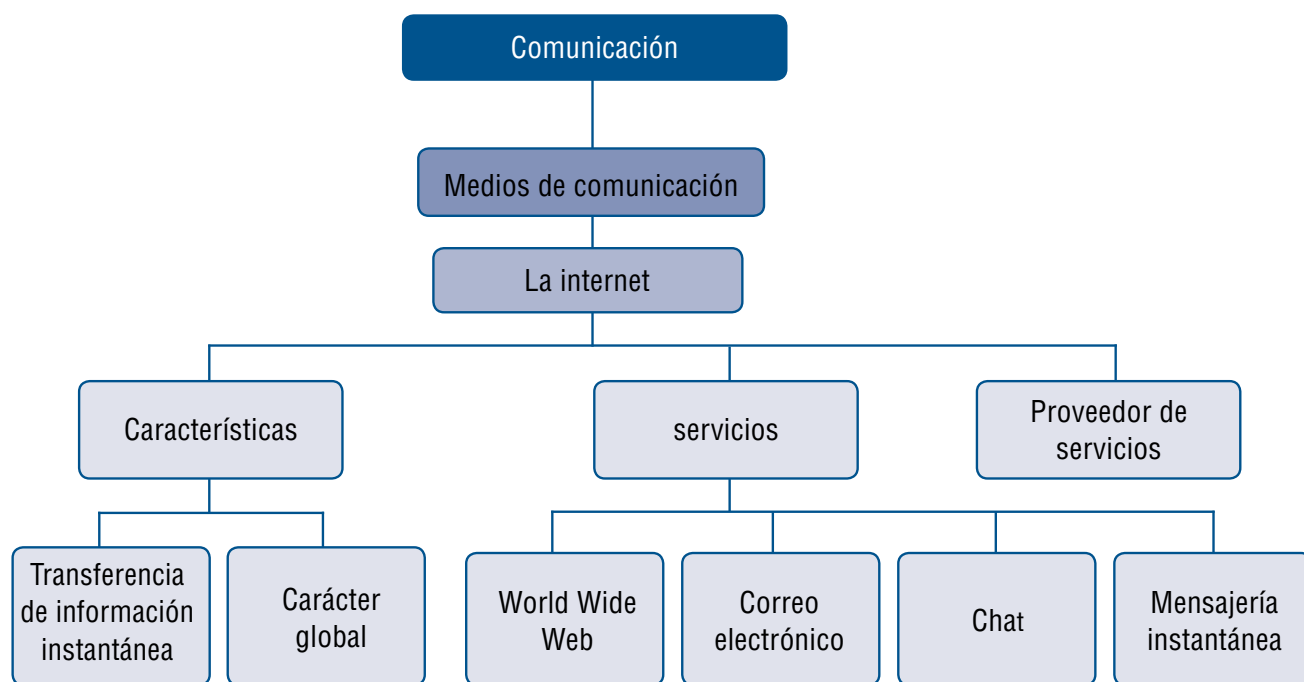 Comunicación
Medios de comunicación
La internet
Características
servicios
Proveedor de
servicios
Transferencia
de información
instantánea
Carácter
global
World Wide
Web
Correo
electrónico
Chat
Mensajería
instantánea